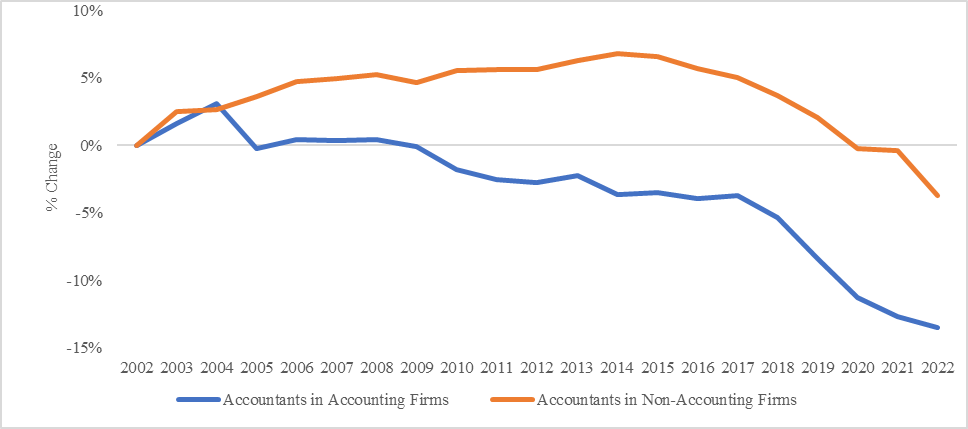 10%
5%
0%
-5%
-10%
-15%
% Change
2002 2003 2004 2005 2006 2007 2008 2009 2010 2011 2012 2013 2014 2015 2016 2017 2018 2019 2020 2021 2022
Accountants in Accounting Firms Accountants in Non-Accounting Firms